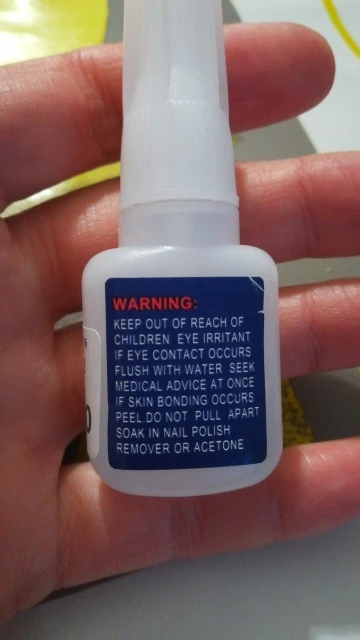 WARNING:
KEEP OUT OF REACH OF
CHILDREN EYE IRRITANT
IF EYE CONTACT OCCURS
FLUSH WITH WATER SEEK
MEDICAL ADVICE AT ONCE
IF SKIN BONDING OCCURS
PEEL.DO NOT PULL APART
SOAK IN NAIL POLISH
REMOVER OR ACETONE